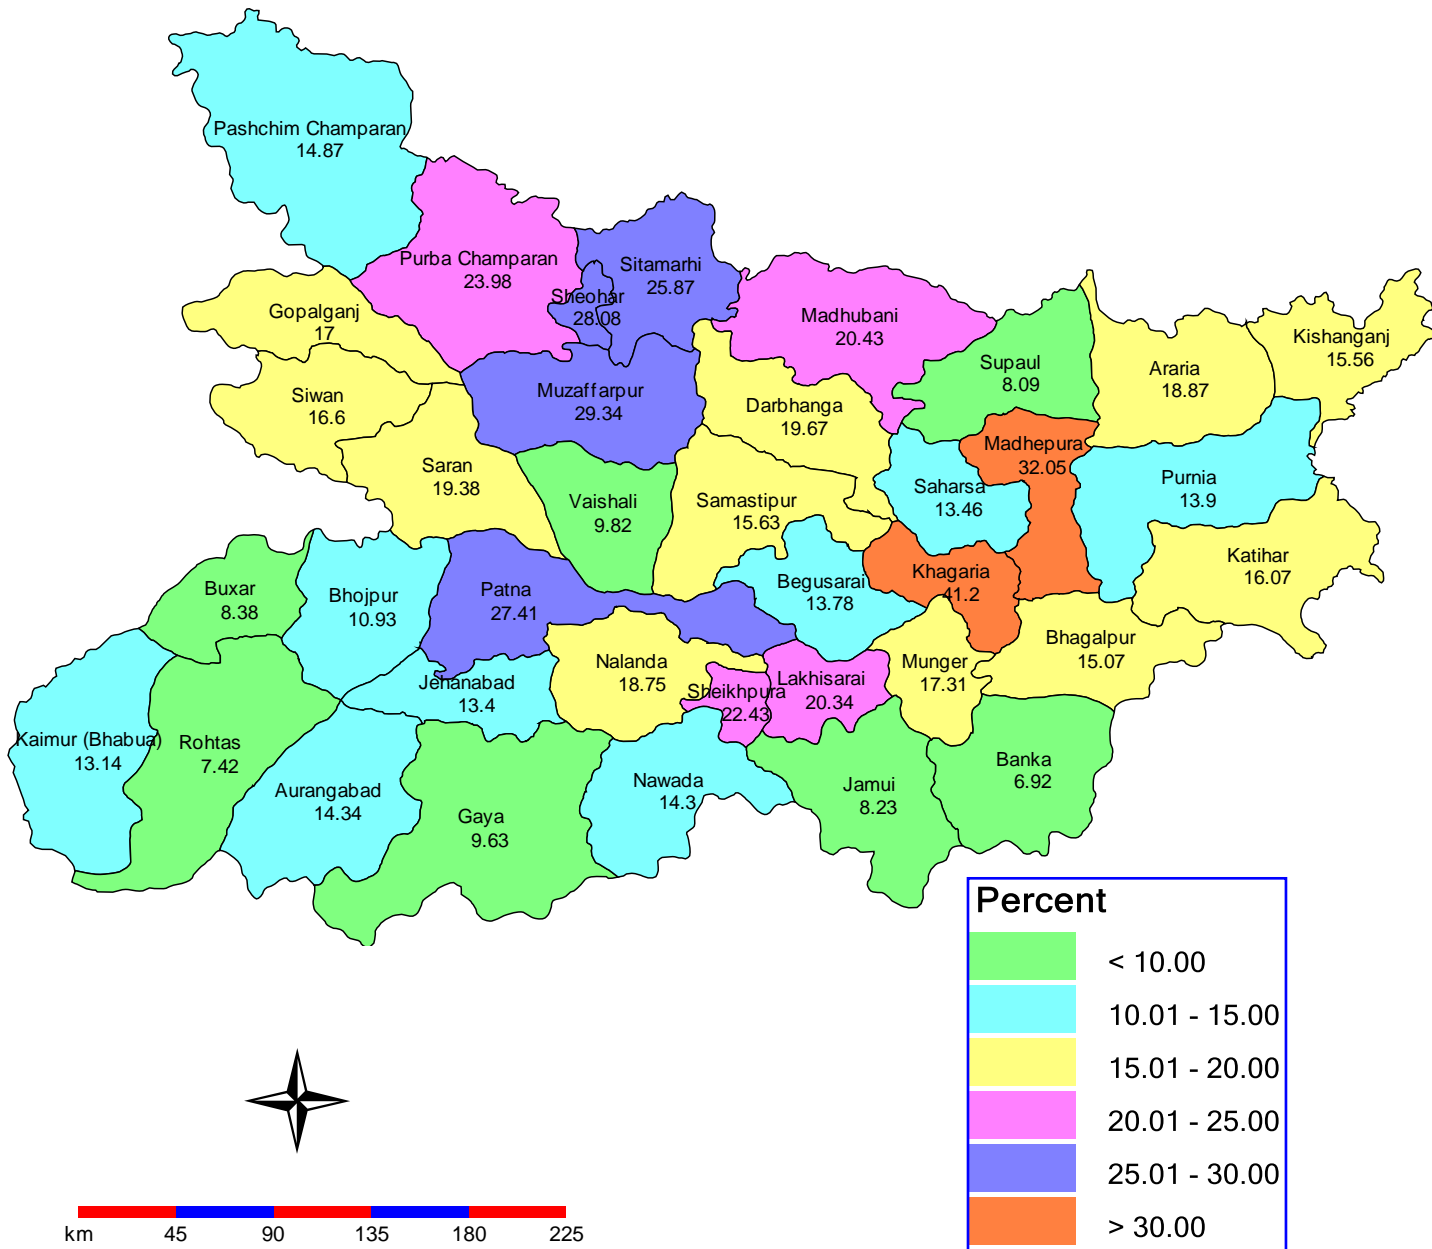 Pashchim Champaran
14.87
Purba Champaran
23.98
Sitamarhi
25.87
Sheohar
28.08
Gopalganj
17
Madhubani
20.43
Supaul
8.09
Araria
18.87
Kishanganj
15.56
Siwan
16.6
Muzaffarpur
29.34
Darbhanga
19.67
Madhepura
32.05
Saran
19.38
Vaishali
9.82
Samastipur
15.63
Saharsa
13.46
Purnia
13.9
Katihar
16.07
Buxar
8.38
Bhojpur
10.93
Patna
27.41
Begusarai
13.78
Khagaria
41.2
Bhagalpur
15.07
Jehanabad
13.4
Nalanda
18.75
Sheikhpura
22.43
Lakhisarai
20.34
Munger
17.31
Kaimur (Bhabua)
13.14
Rohtas
7.42
Aurangabad
14.34
Gaya
9.63
Nawada
14.3
Jamui
8.23
Banka
6.92
Percent
< 10.00
10.01 - 15.00
15.01 - 20.00
20.01 - 25.00
25.01 - 30.00
> 30.00
km 45 90 135 180 225